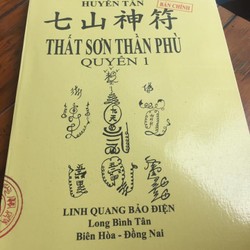 HUYỀN TÂN
BẢN CHÍNH
七山神符
THẤT SƠN THẦN PHÙ
QUYỂN 1
LINH QUANG BẢO ĐIỆN
Long Bình Tân
Biên Hòa - Đồng Nai